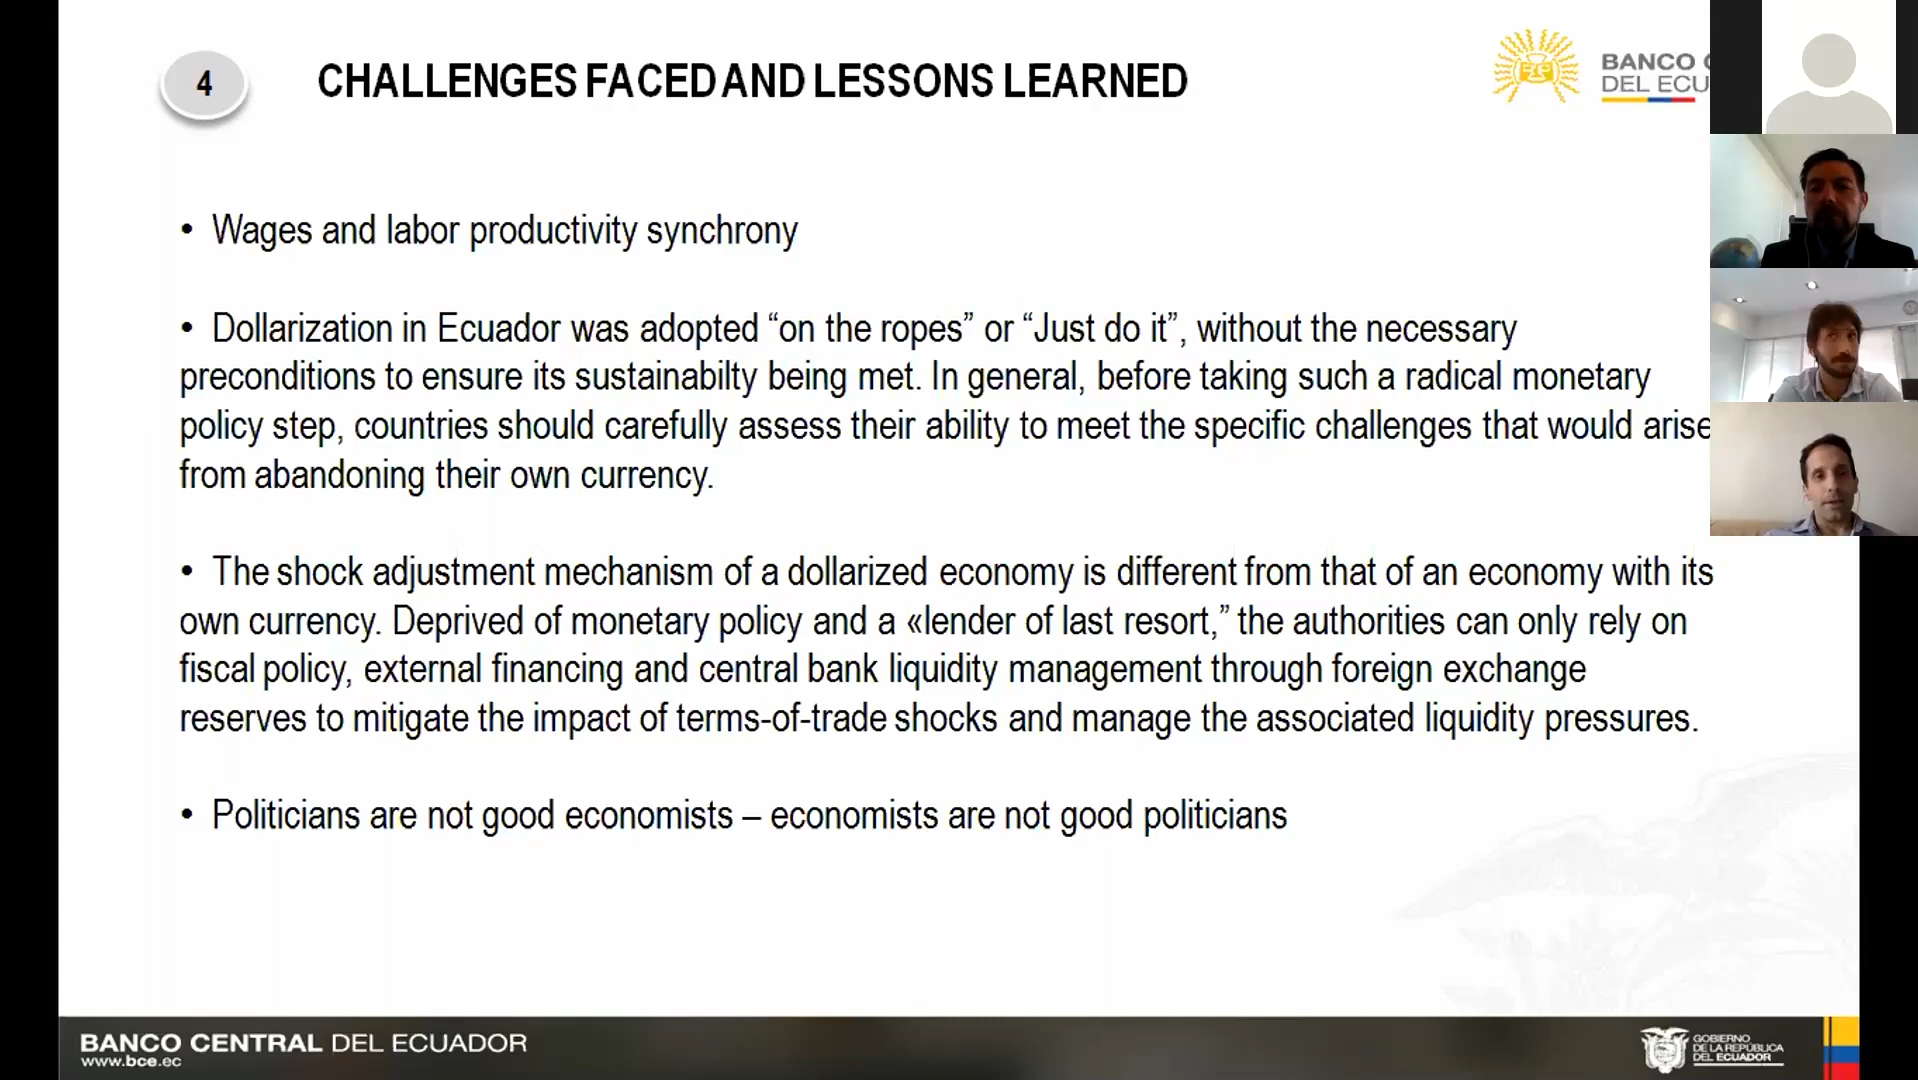 4
CHALLENGES FACED AND LESSONS LEARNED
BANCO
DEL ECU
• Wages and labor productivity synchrony
• Dollarization in Ecuador was adopted “on the ropes” or “Just do it”, without the necessary
preconditions to ensure its sustainabilty being met. In general, before taking such a radical monetary
policy step, countries should carefully assess their ability to meet the specific challenges that would arise
from abandoning their own currency.
• The shock adjustment mechanism of a dollarized economy is different from that of an economy with its
own currency. Deprived of monetary policy and a «lender of last resort,” the authorities can only rely on
fiscal policy, external financing and central bank liquidity management through foreign exchange
reserves to mitigate the impact of terms-of-trade shocks and manage the associated liquidity pressures.
• Politicians are not good economists – economists are not good politicians
BANCO CENTRAL DEL ECUADOR
www.bce.ec
GOBIERNO
DE LA REPÚBLICA
DEL ECUADOR